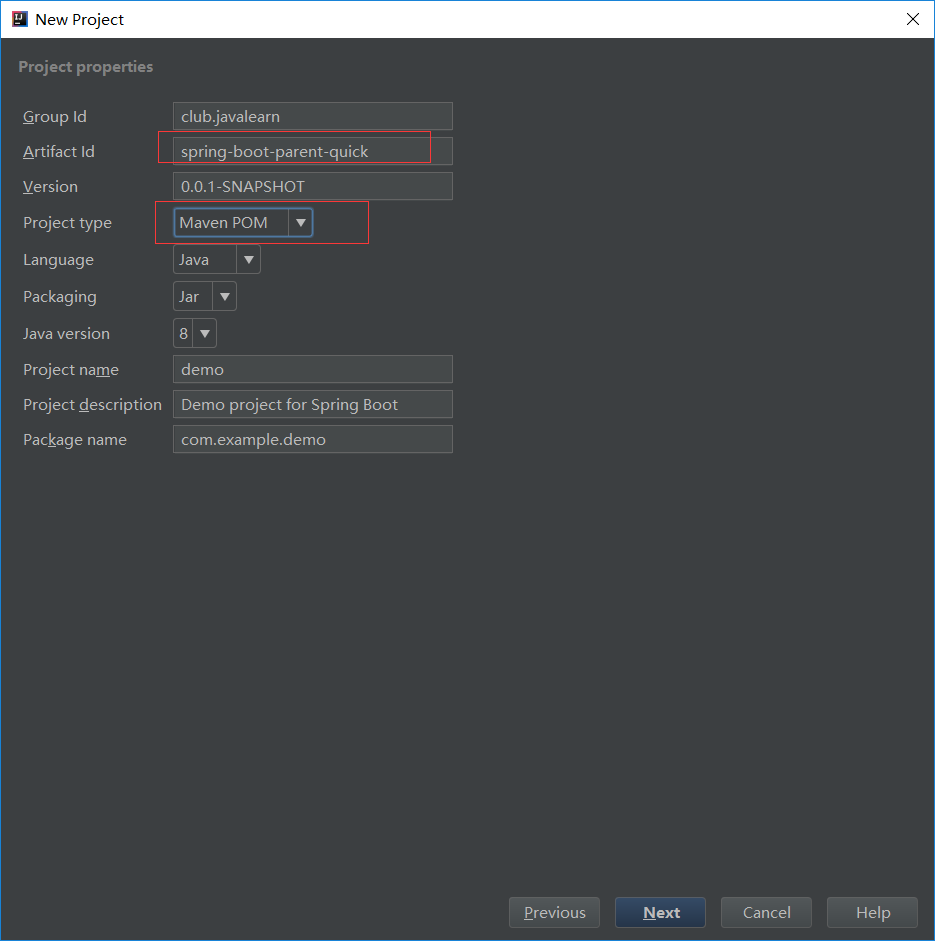 New Project
Project properties
Group Id club.javalearn
Artifact Id spring-boot-parent-quick
Version 0.0.1-SNAPSHOT
Project type Maven POM
Language Java
Packaging Jar
Java version 8
Project name demo
Project description Demo project for Spring Boot
Package name com.example.demo
Previous Next Cancel Help